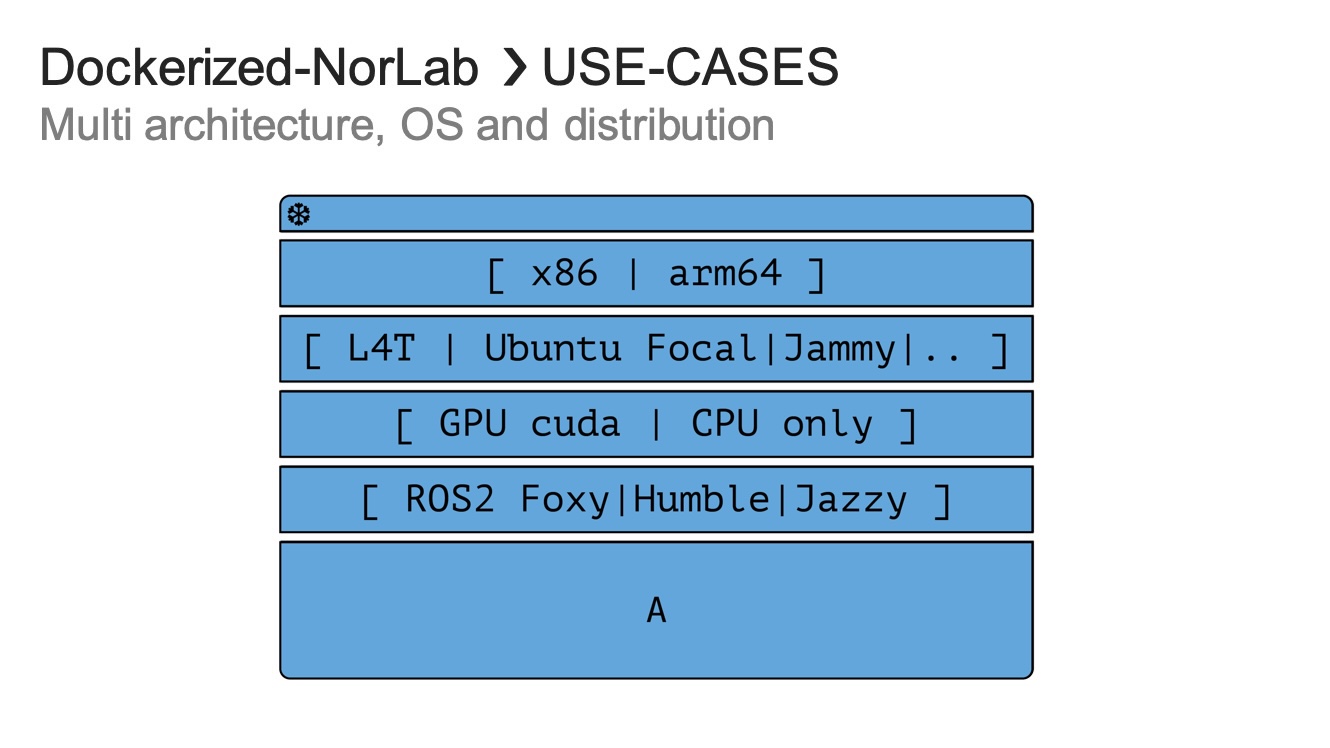 Dockerized-NorLab ❯ USE-CASES
Multi architecture, OS and distribution
[ x86 | arm64 ]
[ L4T | Ubuntu Focal|Jammy|.. ]
[ GPU cuda | CPU only ]
[ ROS2 Foxy|Humble|Jazzy ]
A